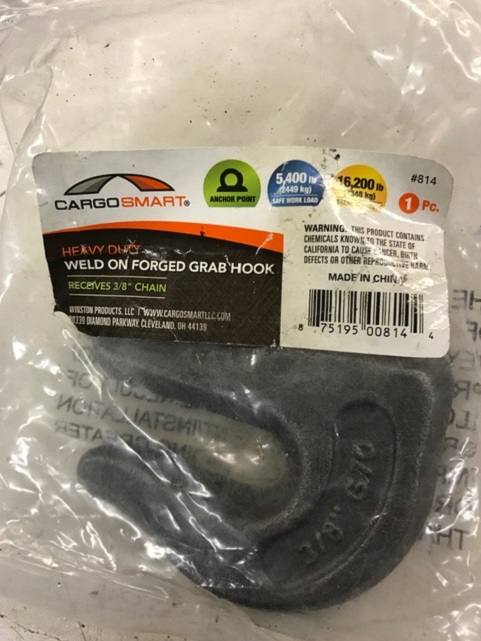 CARGOSMART®
ANCHOR POINT
5,400 lb
(2449 kg)
SAFE WORK LOAD
16,200 lb
#814
1 Pc.
HEAVY DUTY
WELD ON FORGED GRAB HOOK
RECEIVES 3/8" CHAIN
WINSTON PRODUCTS, LLC | WWW.CARGOSMARTLLC.COM
DIAMOND PARKWAY, CLEVELAND, OH 44139
WARNING: THIS PRODUCT CONTAINS
CHEMICALS KNOWN TO THE STATE OF
CALIFORNIA TO CAUSE CANCER, BIRTH
DEFECTS OR OTHER REPRODUCTIVE HARM
MADE IN CHINA
8 75195 00814 4
3/8" G70